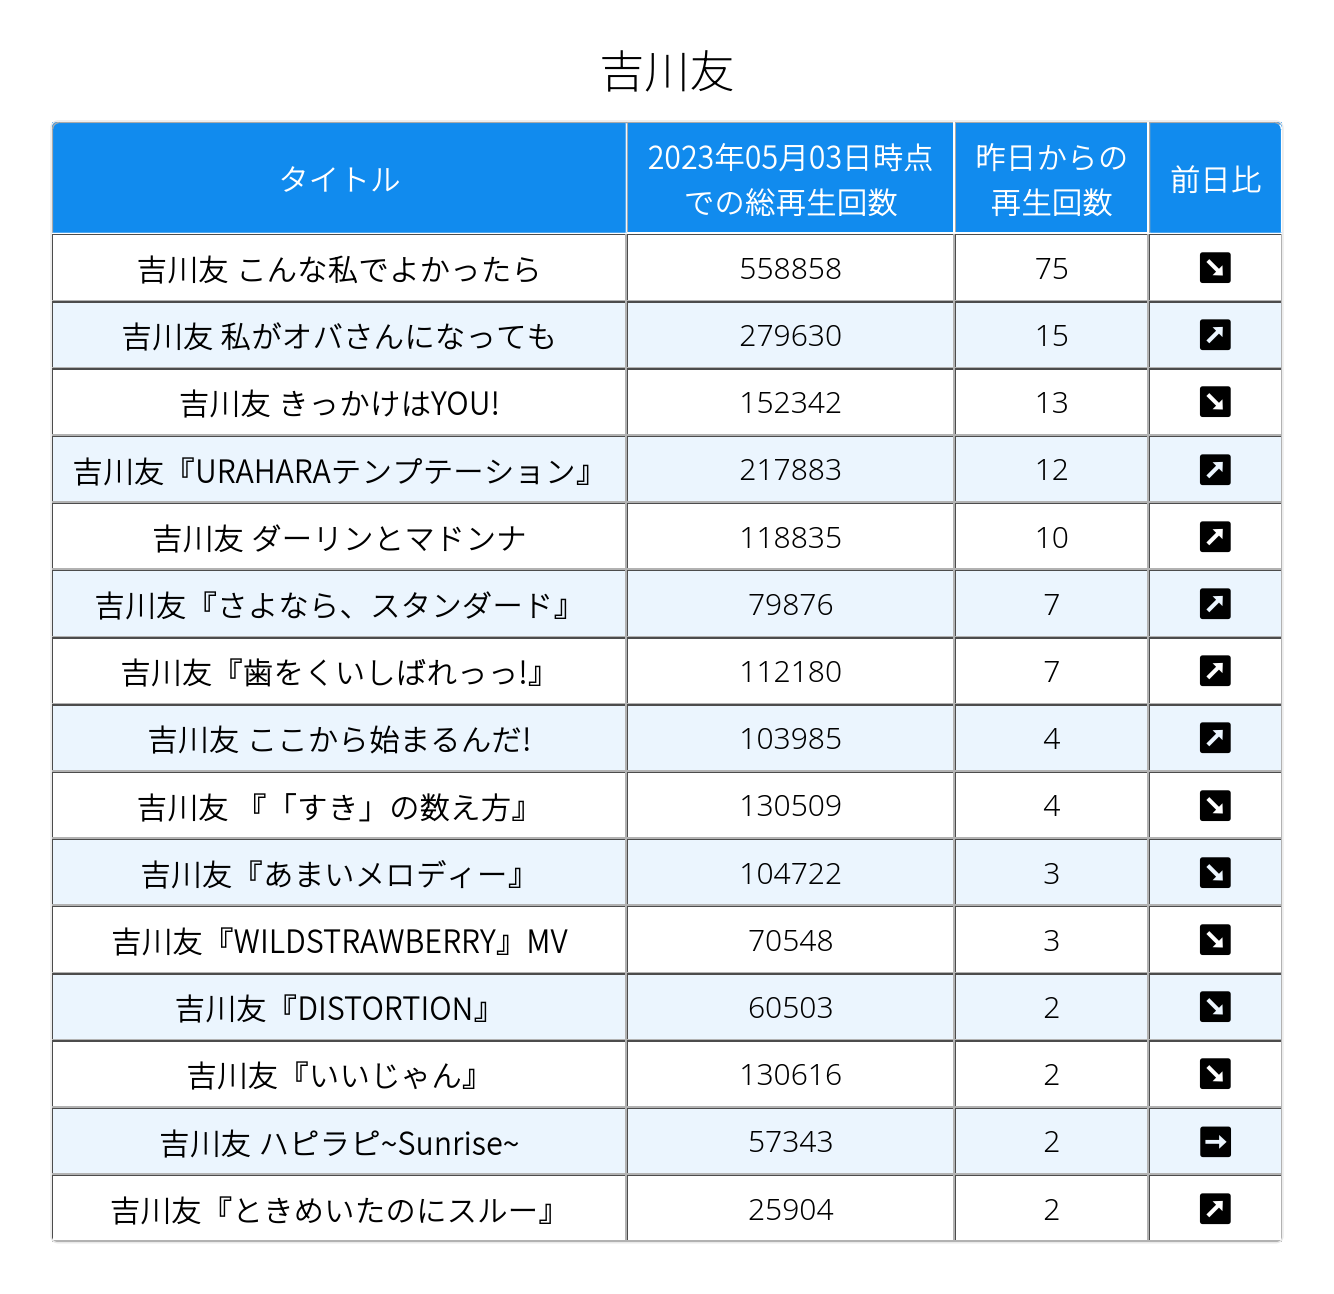 吉川友
タイトル
2023年05月03日時点
での総再生回数
昨日からの
再生回数
前日比
吉川友 こんな私でよかったら 558858 75 ↘
吉川友 私がオバさんになっても 279630 15 ↗
吉川友 きっかけはYOU! 152342 13 ↘
吉川友『URAHARAテンプテーション』 217883 12 ↗
吉川友 ダーリンとマドンナ 118835 10 ↗
吉川友『さよなら、スタンダード』 79876 7 ↗
吉川友『歯をくいしばれっっ!』 112180 7 ↗
吉川友 ここから始まるんだ! 103985 4 ↗
吉川友 『「すき」の数え方』 130509 4 ↘
吉川友『あまいメロディー』 104722 3 ↘
吉川友『WILDSTRAWBERRY』MV 70548 3 ↘
吉川友『DISTORTION』 60503 2 ↘
吉川友『いいじゃん』 130616 2 ↘
吉川友 ハピラピ~Sunrise~ 57343 2 →
吉川友『ときめいたのにスルー』 25904 2 ↗